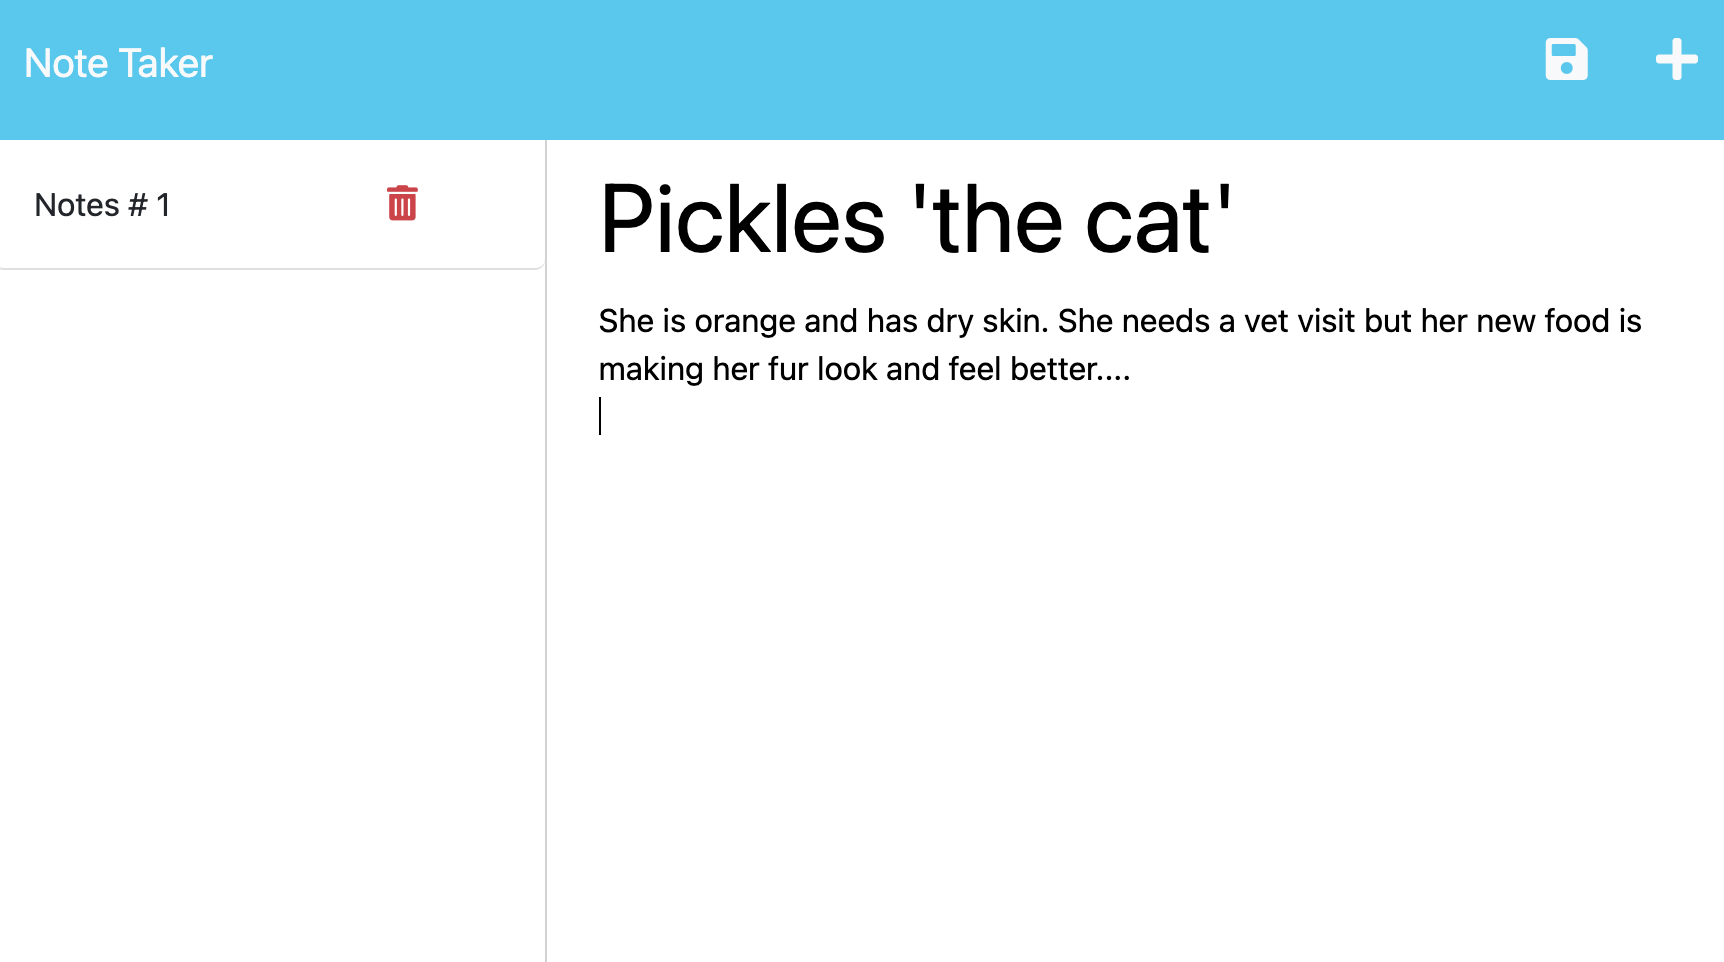 Note Taker
Notes # 1
Pickles 'the cat'
She is orange and has dry skin. She needs a vet visit but her new food is
making her fur look and feel better....